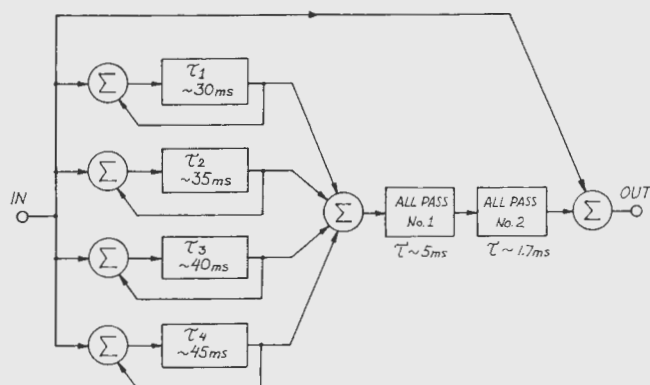 τ1
~30ms
Σ
τ2
~35ms
Σ
IN
Σ
ALL PASS
No.1
ALL PASS
No.2
Σ
OUT
τ~5ms
τ~1.7ms
τ3
~40ms
Σ
τ4
~45ms
Σ